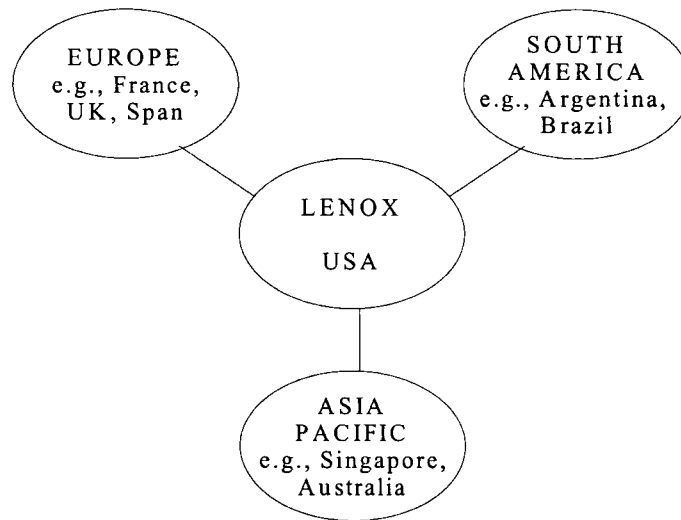 EUROPE
e.g., France,
UK, Span
SOUTH
AMERICA
e.g., Argentina,
Brazil
LENOX
USA
ASIA
PACIFIC
e.g., Singapore,
Australia